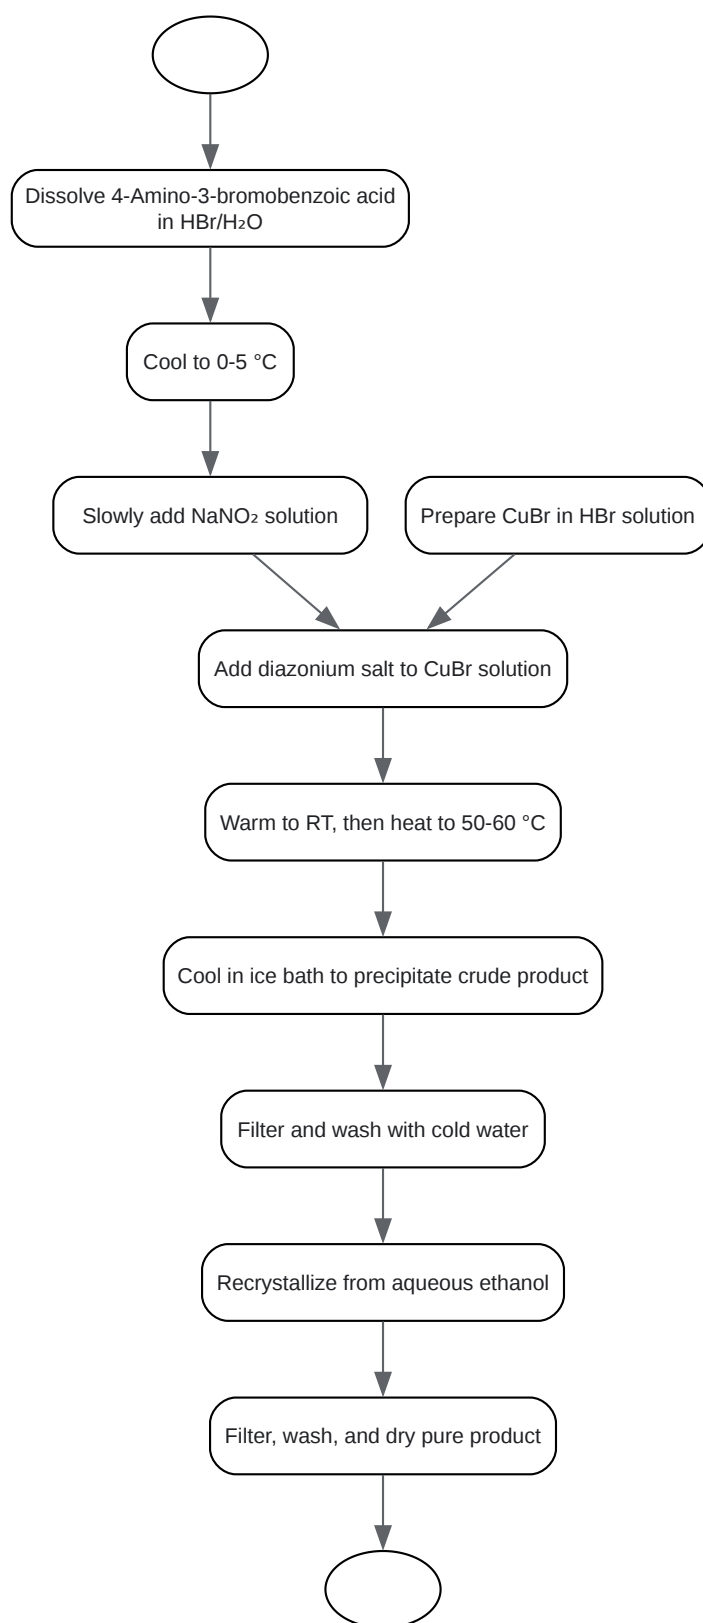 Dissolve 4-Amino-3-bromobenzoic acid
in HBr/H₂O
Cool to 0-5 °C
Slowly add NaNO₂ solution
Prepare CuBr in HBr solution
Add diazonium salt to CuBr solution
Warm to RT, then heat to 50-60 °C
Cool in ice bath to precipitate crude product
Filter and wash with cold water
Recrystallize from aqueous ethanol
Filter, wash, and dry pure product